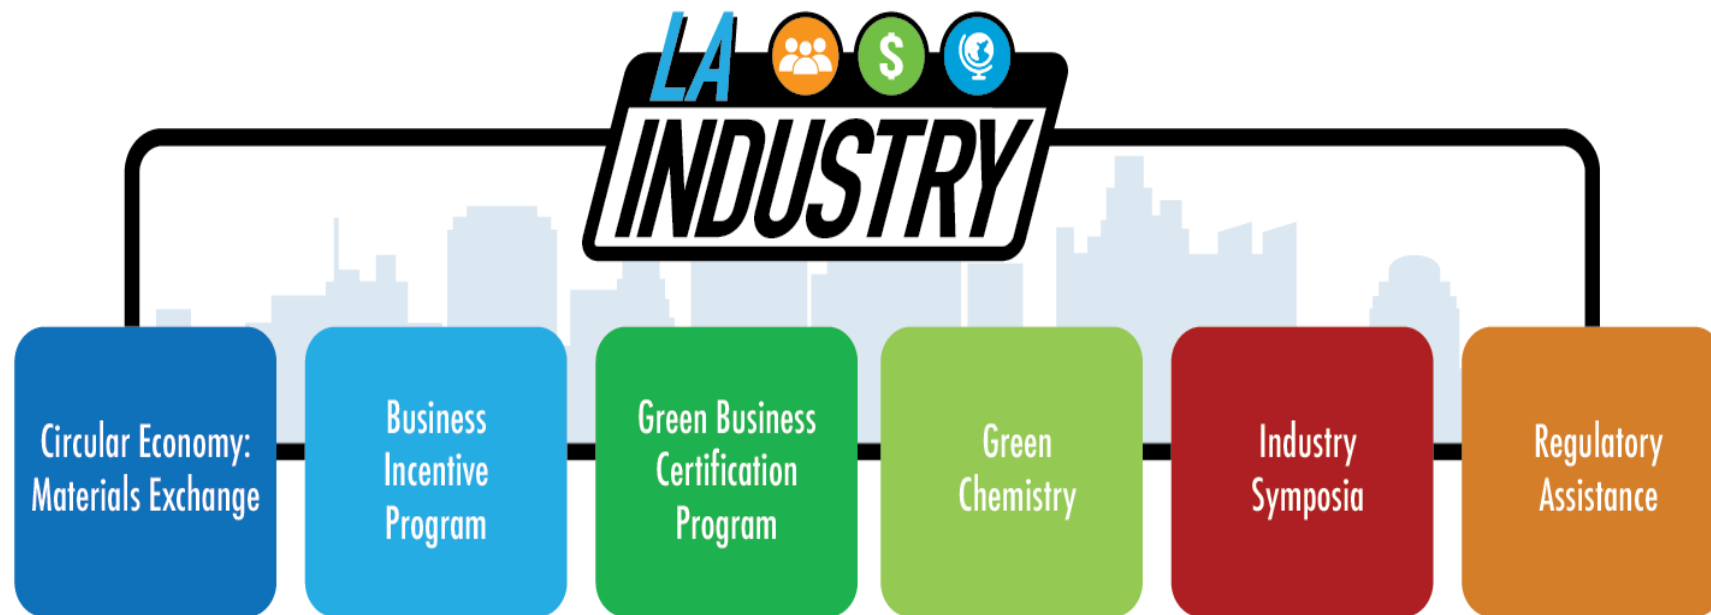 LA
$
INDUSTRY
Circular Economy:
Materials Exchange
Business
Incentive
Program
Green Business
Certification
Program
Green
Chemistry
Industry
Symposia
Regulatory
Assistance